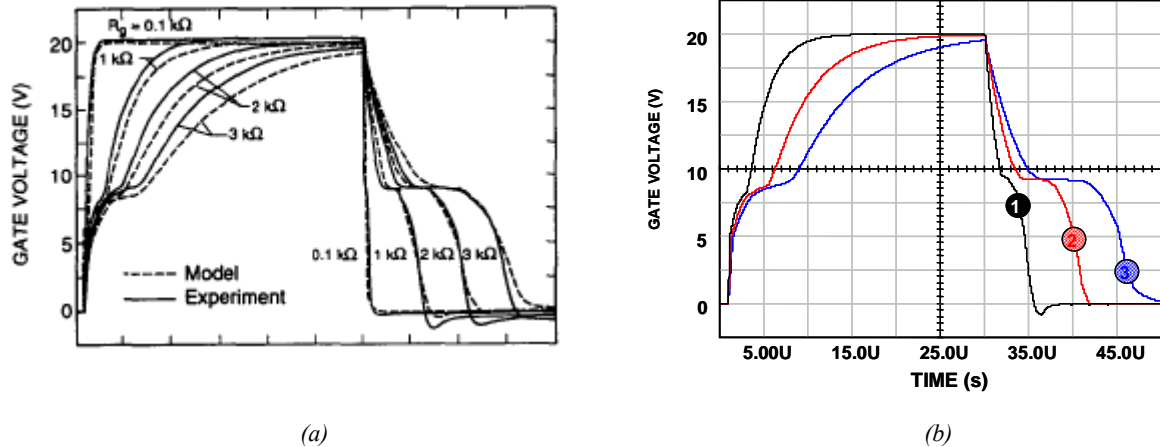 R_g = 0.1 kΩ
20
1 kΩ
15
2 kΩ
3 kΩ
10
5
0.1 kΩ
1 kΩ
2 kΩ
3 kΩ
Model
Experiment
0
GATE VOLTAGE (V)
(a)
20
15
10
5
0
GATE VOLTAGE (V)
1
2
3
5.00U 15.0U 25.0U 35.0U 45.0U
TIME (s)
(b)